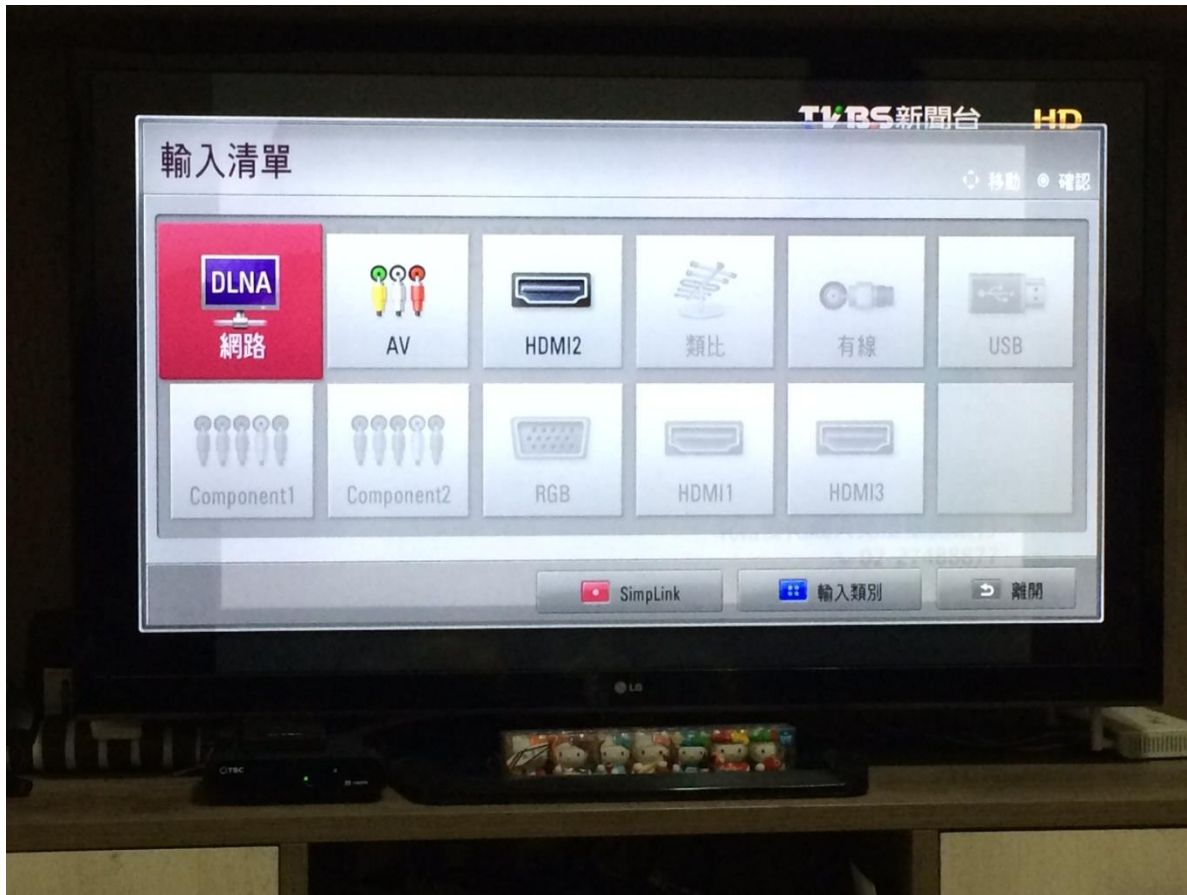 TVBS新聞台 HD
輸入清單
移動 確認
DLNA
網路
AV
HDMI2
類比
有線
USB
Component1
Component2
RGB
HDMI1
HDMI3
SimpLink
輸入類別
離開
LG